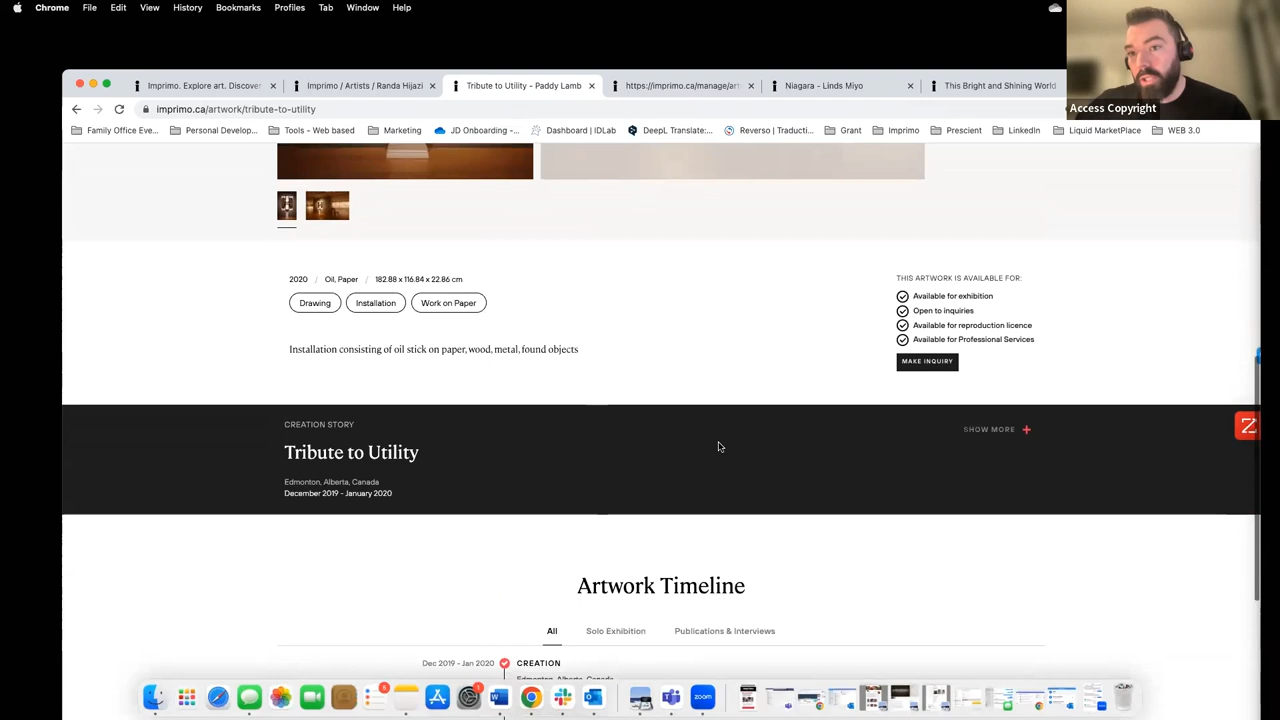 Chrome File Edit View History Bookmarks Profiles Tab Window Help
Access Copyright
Imprimo. Explore art. Discover
Imprimo / Artists / Randa Hijazi
Tribute to Utility - Paddy Lamb
https://imprimo.ca/manage/art
Niagara - Linds Miyo
This Bright and Shining World
imprimo.ca/artwork/tribute-to-utility
Family Office Eve... Personal Develop... Tools - Web based Marketing JD Onboarding -... Dashboard | IDLab DeepL Translate:... Reverso | Traducti... Grant Imprimo Prescient LinkedIn Liquid MarketPlace WEB 3.0
2020 / Oil, Paper / 182.88 x 116.84 x 22.86 cm
Drawing Installation Work on Paper
Installation consisting of oil stick on paper, wood, metal, found objects
THIS ARTWORK IS AVAILABLE FOR:
Available for exhibition
Open to inquiries
Available for reproduction licence
Available for Professional Services
MAKE INQUIRY
CREATION STORY
SHOW MORE +
Tribute to Utility
Edmonton, Alberta, Canada
December 2019 - January 2020
Artwork Timeline
All Solo Exhibition Publications & Interviews
Dec 2019 - Jan 2020 CREATION
Edmonton, Alberta, Canada
zoom